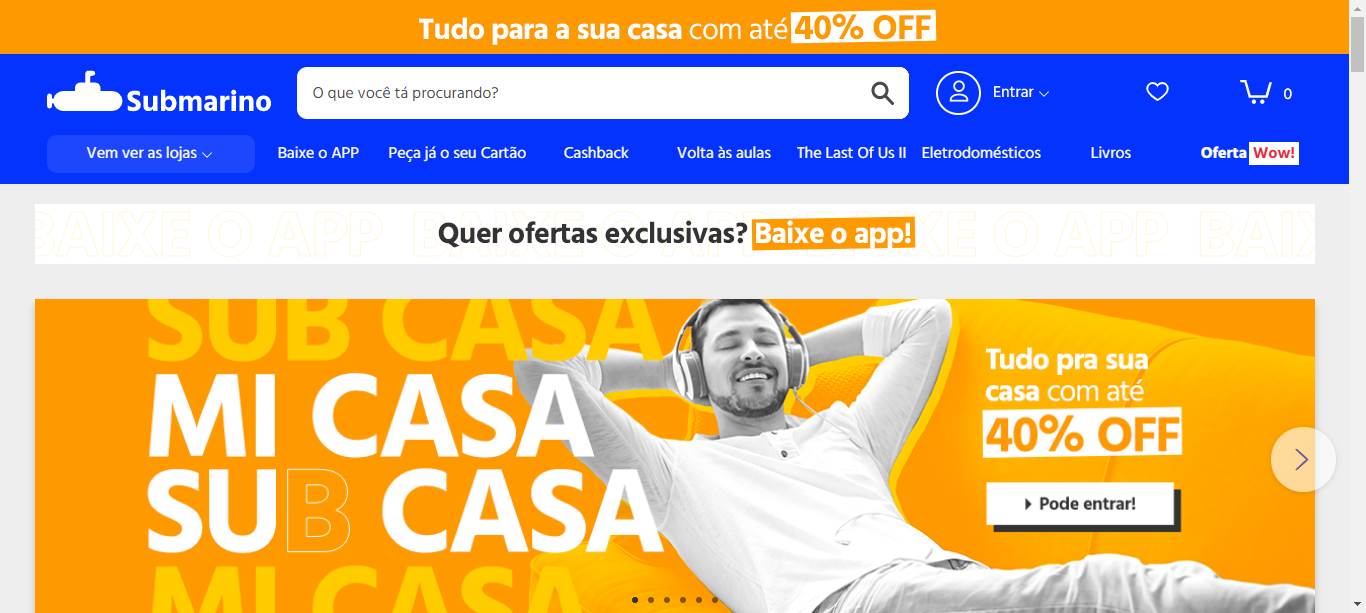 Tudo para a sua casa com até 40% OFF
Submarino
O que você tá procurando?
Entrar
0
Vem ver as lojas
Baixe o APP
Peça já o seu Cartão
Cashback
Volta às aulas
The Last Of Us II
Eletrodomésticos
Livros
Oferta Wow!
BAIXE O APP BAIXE O APP BAIXE O APP BAIX
Quer ofertas exclusivas? Baixe o app!
SUB CASA
MI CASA
SUB CASA
MI CASA
Tudo pra sua
casa com até
40% OFF
Pode entrar!